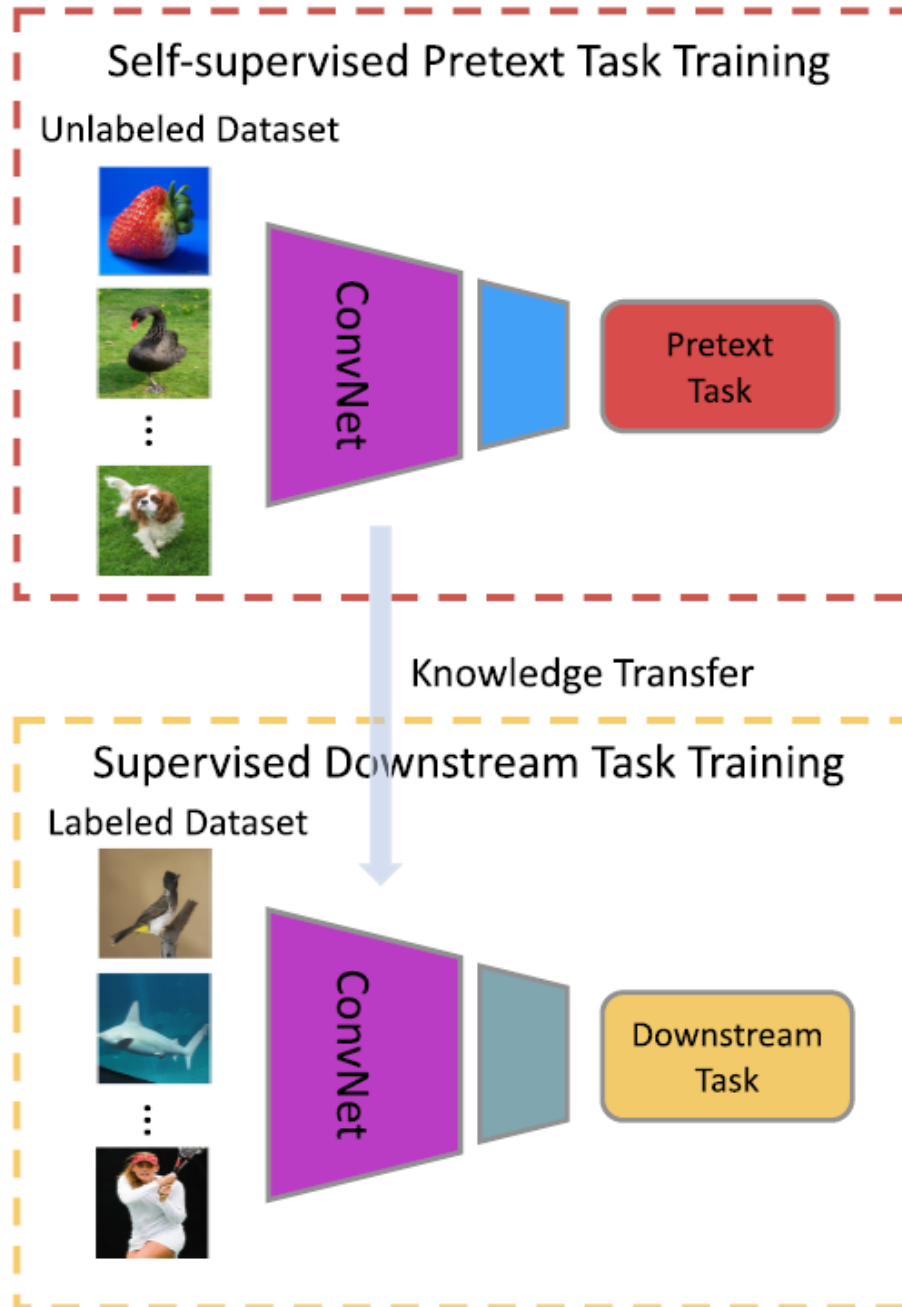 Self-supervised Pretext Task Training
Unlabeled Dataset
ConvNet
Pretext
Task
...
Knowledge Transfer
Supervised Downstream Task Training
Labeled Dataset
ConvNet
Downstream
Task
...